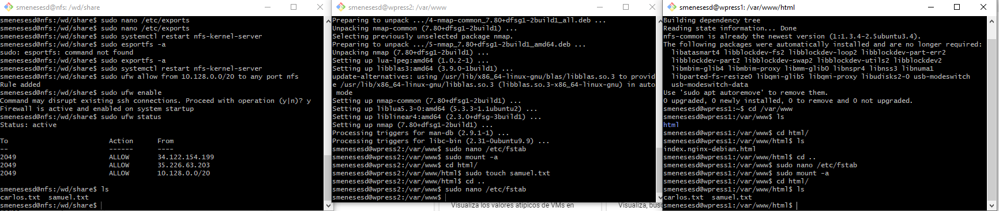 smenesesd@nfs: /wd/share
smenesesd@nfs:/wd/share$ sudo nano /etc/exports
smenesesd@nfs:/wd/share$ sudo nano /etc/exports
smenesesd@nfs:/wd/share$ sudo systemctl restart nfs-kernel-server
smenesesd@nfs:/wd/share$ sudo esportfs -a
sudo: esportfs: command not found
smenesesd@nfs:/wd/share$ sudo exportfs -a
smenesesd@nfs:/wd/share$ sudo systemctl restart nfs-kernel-server
smenesesd@nfs:/wd/share$ sudo ufw allow from 10.128.0.0/20 to any port nfs
Rule added
smenesesd@nfs:/wd/share$ sudo ufw enable
Command may disrupt existing ssh connections. Proceed with operation (y|n)? y
Firewall is active and enabled on system startup
smenesesd@nfs:/wd/share$ sudo ufw status
Status: active
To Action From
-- ------ ----
2049 ALLOW 34.122.154.199
2049 ALLOW 35.226.63.203
2049 ALLOW 10.128.0.0/20
smenesesd@nfs:/wd/share$ ls
carlos.txt samuel.txt
smenesesd@nfs:/wd/share$
smenesesd@wpress2: /var/www
Preparing to unpack .../4-nmap-common_7.80+dfsg1-2build1_all.deb ...
Unpacking nmap-common (7.80+dfsg1-2build1) ...
Selecting previously unselected package nmap.
Preparing to unpack .../5-nmap_7.80+dfsg1-2build1_amd64.deb ...
Unpacking nmap (7.80+dfsg1-2build1) ...
Setting up lua-lpeg:amd64 (1.0.2-1) ...
Setting up libblas3:amd64 (3.9.0-1build1) ...
update-alternatives: using /usr/lib/x86_64-linux-gnu/blas/libblas.so.3 to provid
e /usr/lib/x86_64-linux-gnu/libblas.so.3 (libblas.so.3-x86_64-linux-gnu) in auto
mode
Setting up nmap-common (7.80+dfsg1-2build1) ...
Setting up liblua5.3-0:amd64 (5.3.3-1.1ubuntu2) ...
Setting up liblinear4:amd64 (2.3.0+dfsg-3build1) ...
Setting up nmap (7.80+dfsg1-2build1) ...
Processing triggers for man-db (2.9.1-1) ...
Processing triggers for libc-bin (2.31-0ubuntu9.9) ...
smenesesd@wpress2:/var/www$ sudo nano /etc/fstab
smenesesd@wpress2:/var/www$ sudo mount -a
smenesesd@wpress2:/var/www$ cd html/
smenesesd@wpress2:/var/www/html$ sudo touch samuel.txt
smenesesd@wpress2:/var/www/html$ cd ..
smenesesd@wpress2:/var/www$ sudo nano /etc/fstab
smenesesd@wpress2:/var/www$
Visualiza los valores atípicos de VMs en
Visualiza, busc
smenesesd@wpress1: /var/www/html
Building dependency tree
Reading state information... Done
nfs-common is already the newest version (1:1.3.4-2.5ubuntu3.4).
The following packages were automatically installed and are no longer required:
libatasmart4 libblockdev-fs2 libblockdev-loop2 libblockdev-part-err2
libblockdev-part2 libblockdev-swap2 libblockdev-utils2 libblockdev2
libmbim-glib4 libmbim-proxy libmm-glib0 libnspr4 libnss3 libnuma1
libparted-fs-resize0 libqmi-glib5 libqmi-proxy libudisks2-0 usb-modeswitch
usb-modeswitch-data
Use 'sudo apt autoremove' to remove them.
0 upgraded, 0 newly installed, 0 to remove and 0 not upgraded.
smenesesd@wpress1:~$ cd /var/www
smenesesd@wpress1:/var/www$ ls
html
smenesesd@wpress1:/var/www$ cd html/
smenesesd@wpress1:/var/www/html$ ls
index.nginx-debian.html
smenesesd@wpress1:/var/www/html$ cd ..
smenesesd@wpress1:/var/www$ sudo nano /etc/fstab
smenesesd@wpress1:/var/www$ sudo mount -a
smenesesd@wpress1:/var/www$ cd html/
smenesesd@wpress1:/var/www/html$ ls
carlos.txt samuel.txt
smenesesd@wpress1:/var/www/html$